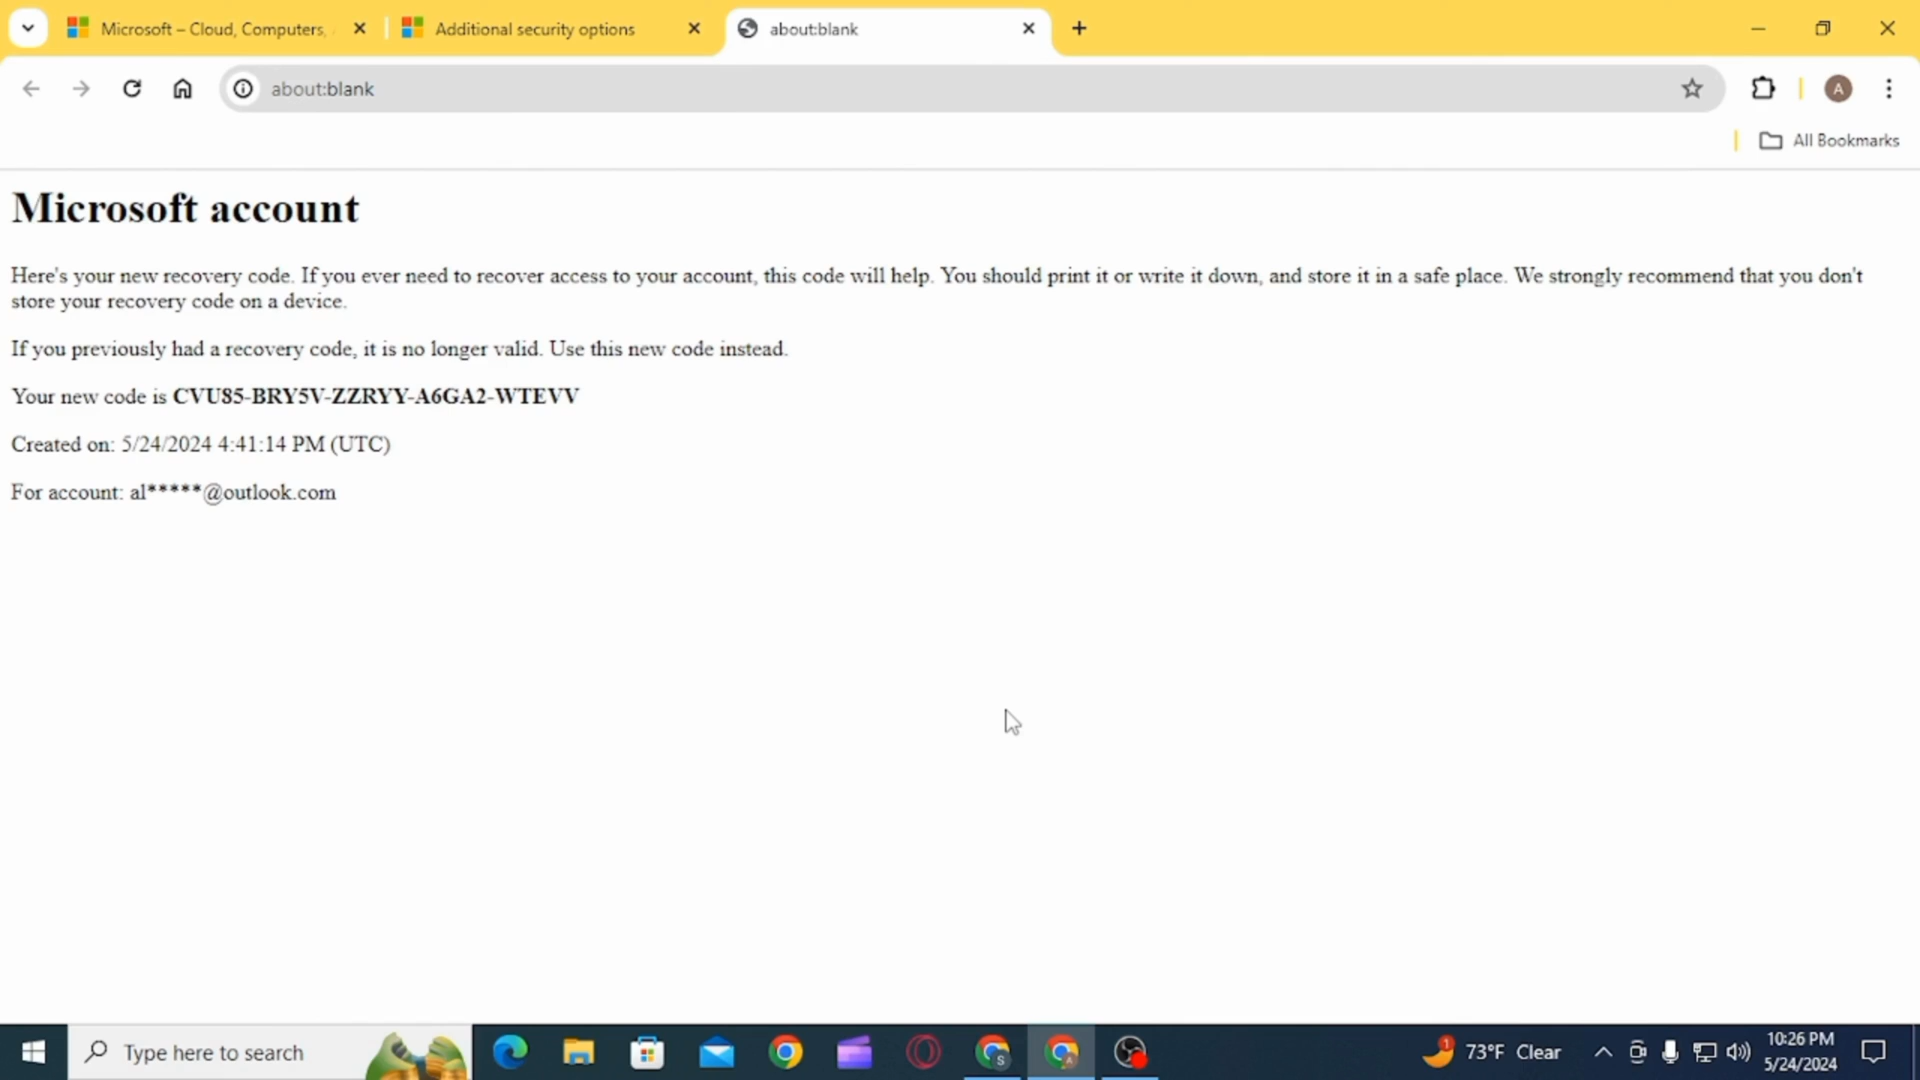 Microsoft – Cloud, Computers,
Additional security options
about:blank
about:blank
A
All Bookmarks
Microsoft account
Here's your new recovery code. If you ever need to recover access to your account, this code will help. You should print it or write it down, and store it in a safe place. We strongly recommend that you don't
store your recovery code on a device.
If you previously had a recovery code, it is no longer valid. Use this new code instead.
Your new code is CVU85-BRY5V-ZZRYY-A6GA2-WTEVV
Created on: 5/24/2024 4:41:14 PM (UTC)
For account: al*****@outlook.com
Type here to search
S
A
1
73°F Clear
10:26 PM
5/24/2024